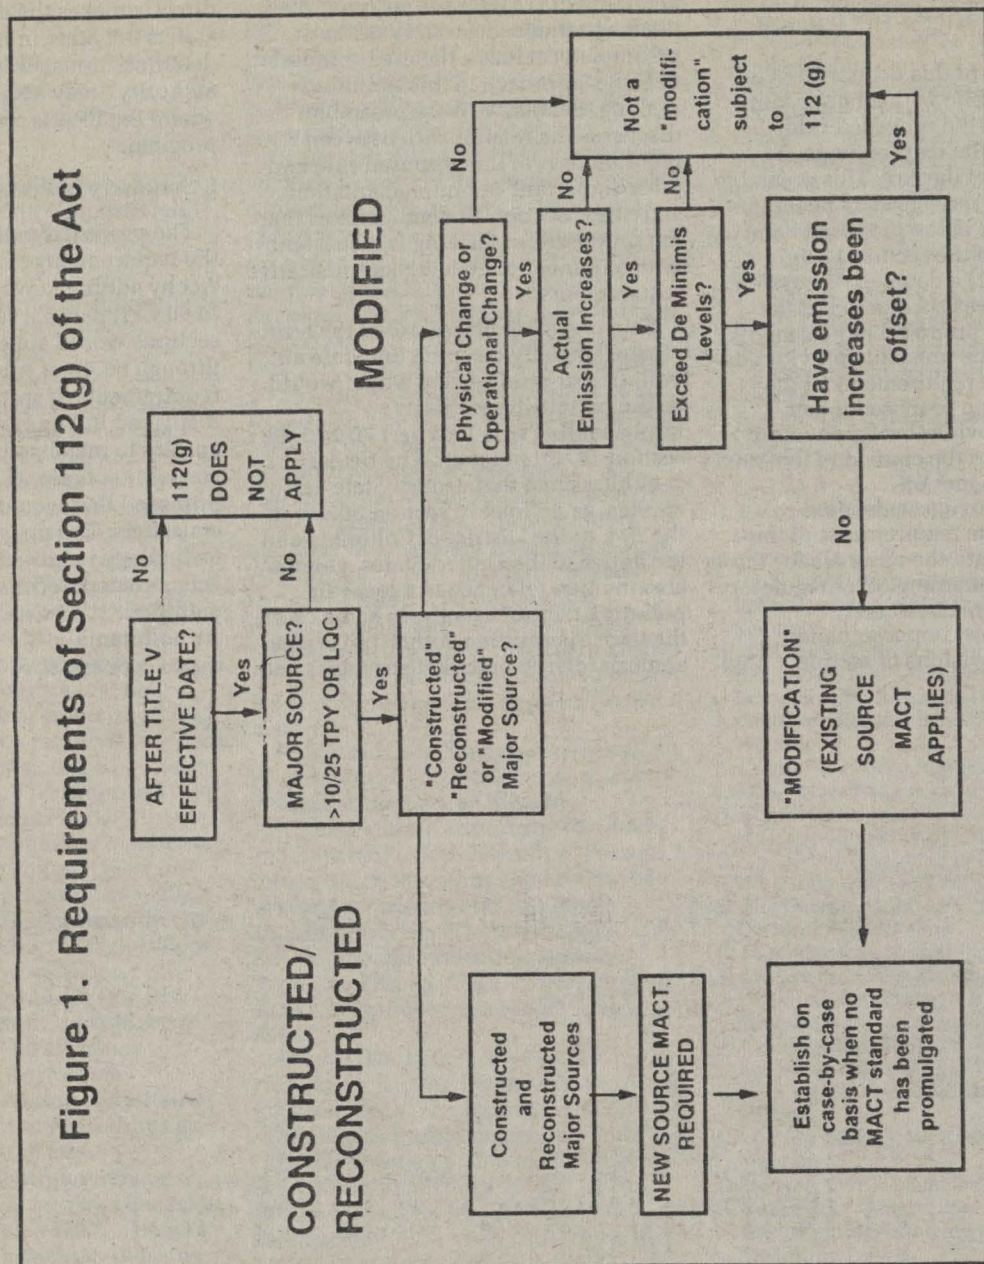 Figure 1. Requirements of Section 112(g) of the Act
AFTER TITLE V
EFFECTIVE DATE?
No
112(g)
DOES
NOT
APPLY
Yes
MAJOR SOURCE?
>10/25 TPY OR LQC
No
Yes
"Constructed"
"Reconstructed"
or "Modified"
Major Source?
CONSTRUCTED/
RECONSTRUCTED
Constructed
and
Reconstructed
Major Sources
NEW SOURCE MACT
REQUIRED
Establish on
case-by-case
basis when no
MACT standard
has been
promulgated
MODIFIED
Physical Change or
Operational Change?
No
Yes
Actual
Emission Increases?
No
Yes
Exceed De Minimis
Levels?
No
Yes
Not a
"modifi-
cation"
subject
to
112 (g)
Have emission
increases been
offset?
Yes
No
"MODIFICATION"
(EXISTING
SOURCE
MACT
APPLIES)